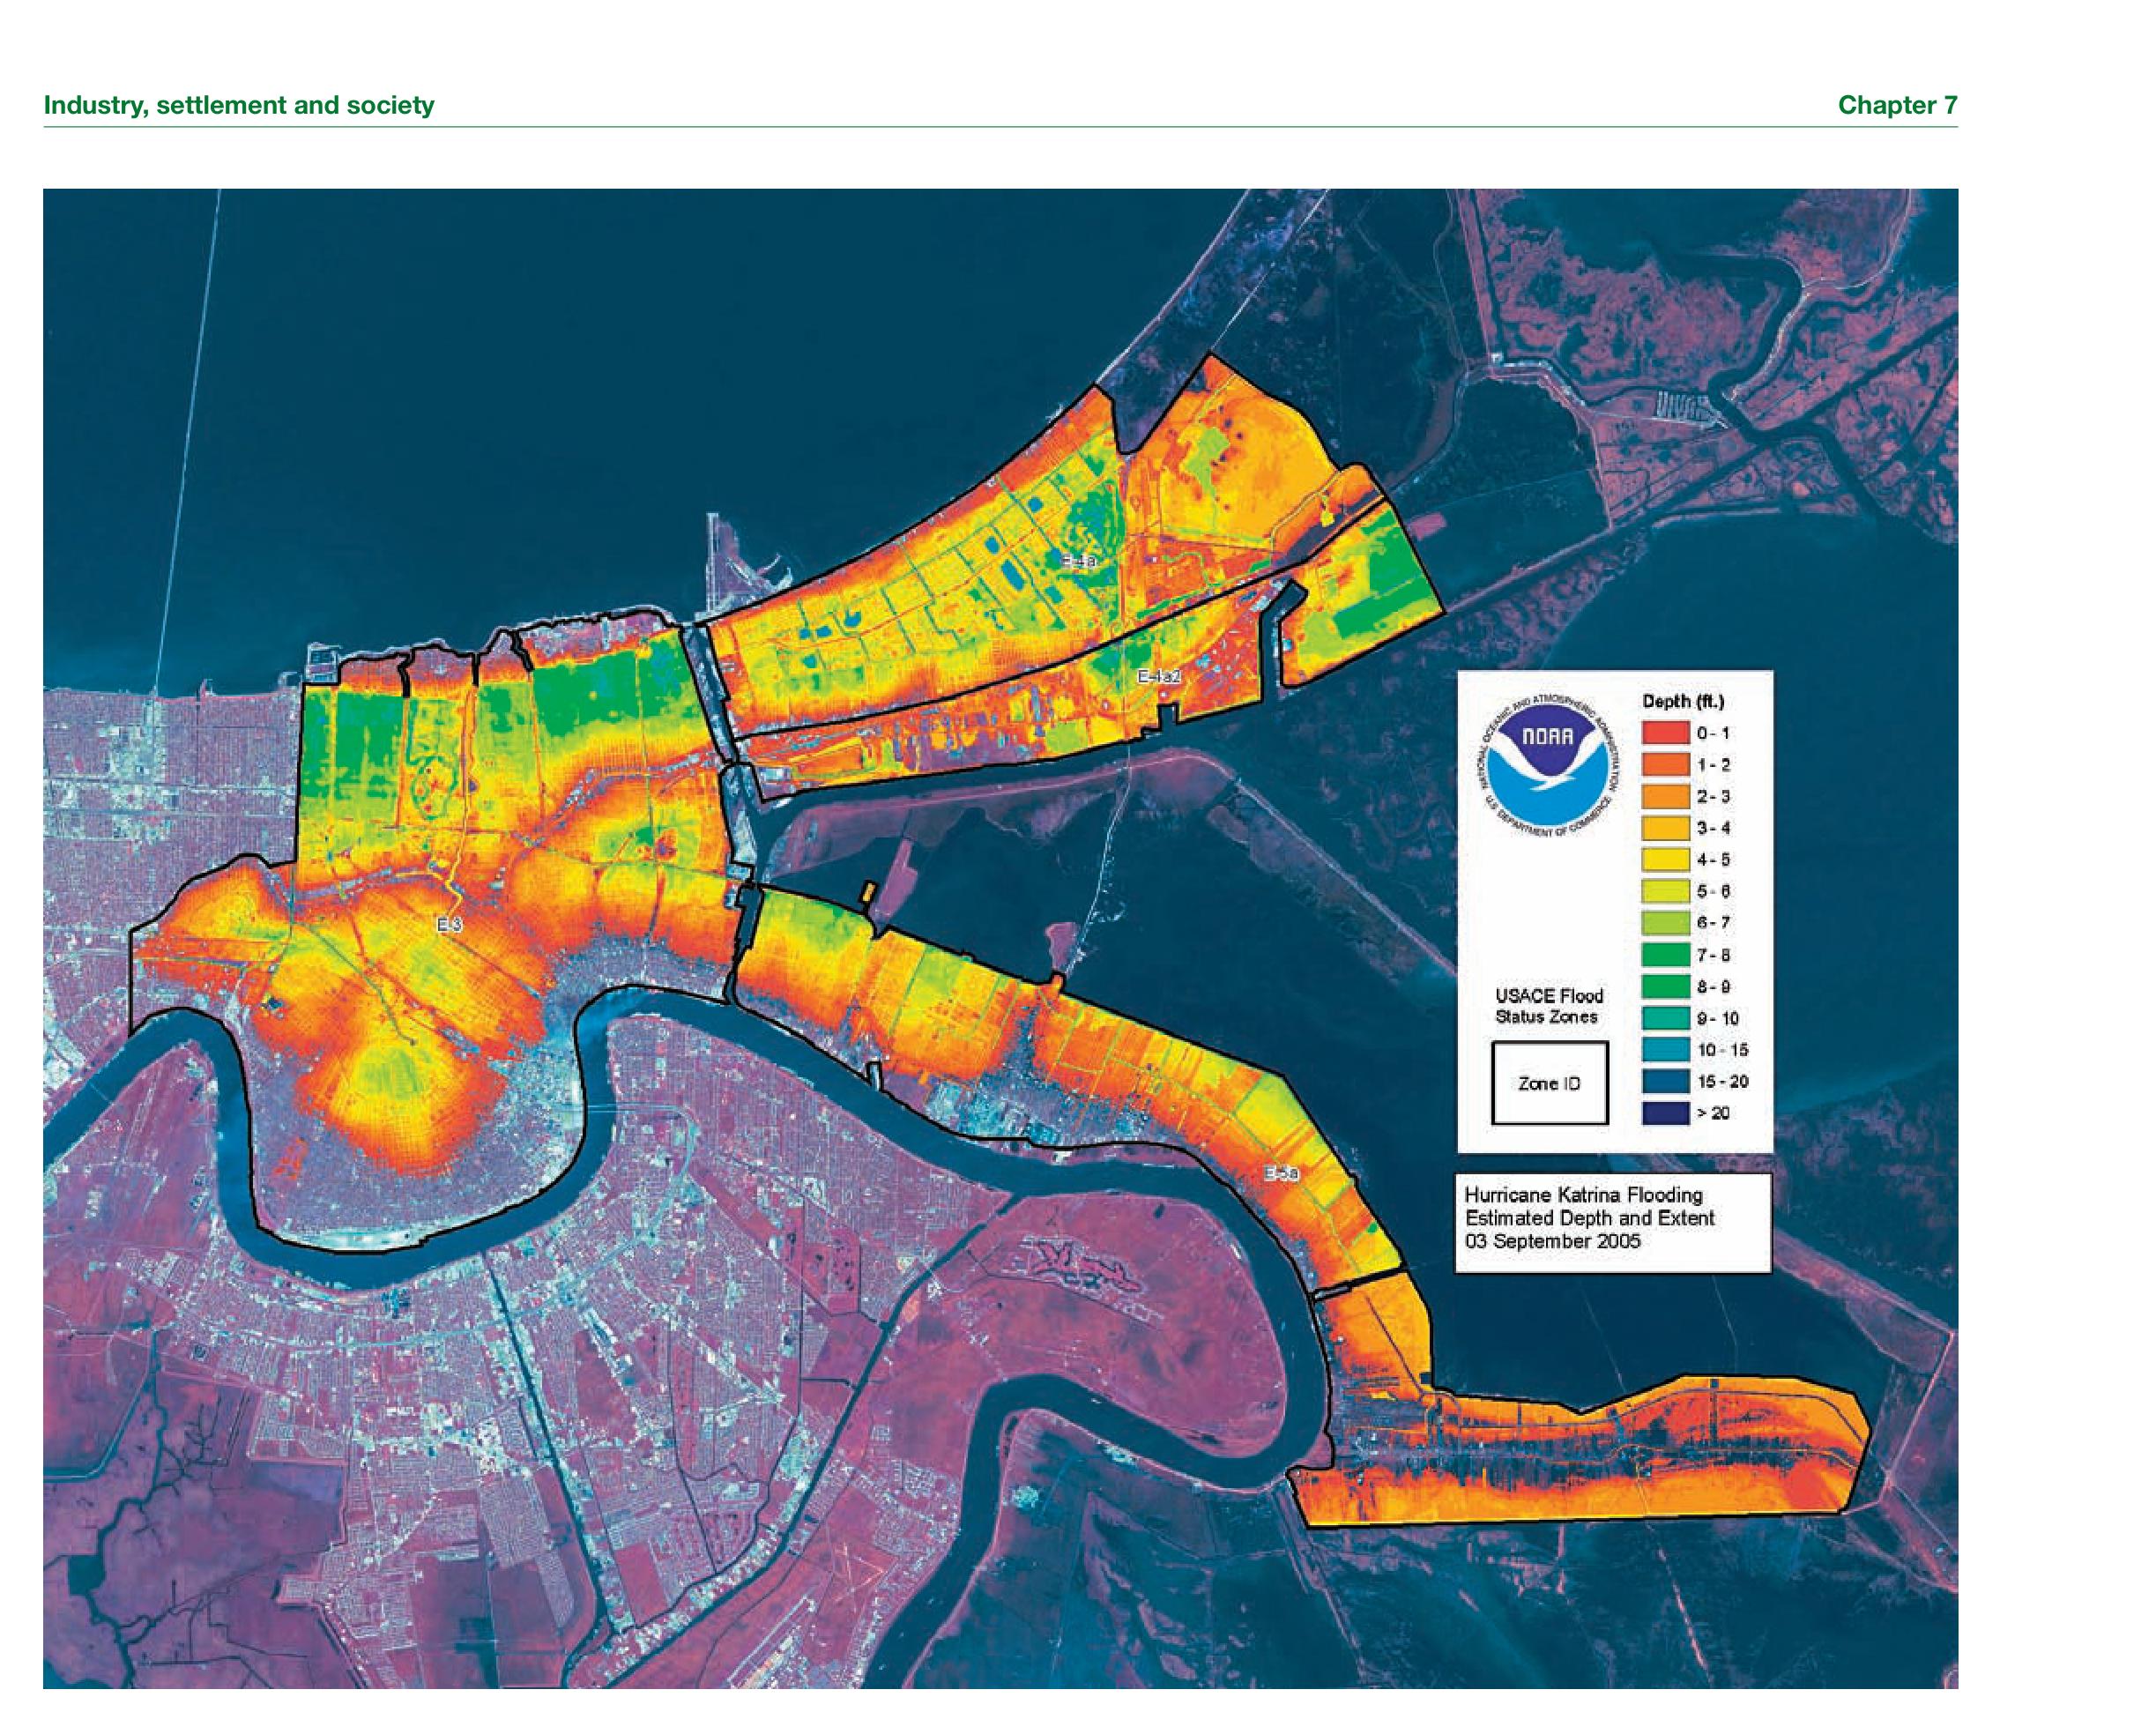 Industry, settlement and society
Chapter 7
E-4a
E-4a2
E-3
E-5a
NATIONAL OCEANIC AND ATMOSPHERIC ADMINISTRATION
NOAA
U.S. DEPARTMENT OF COMMERCE
Depth (ft.)
0 - 1
1 - 2
2 - 3
3 - 4
4 - 5
5 - 6
6 - 7
7 - 8
8 - 9
9 - 10
10 - 15
15 - 20
> 20
USACE Flood
Status Zones
Zone ID
Hurricane Katrina Flooding
Estimated Depth and Extent
03 September 2005